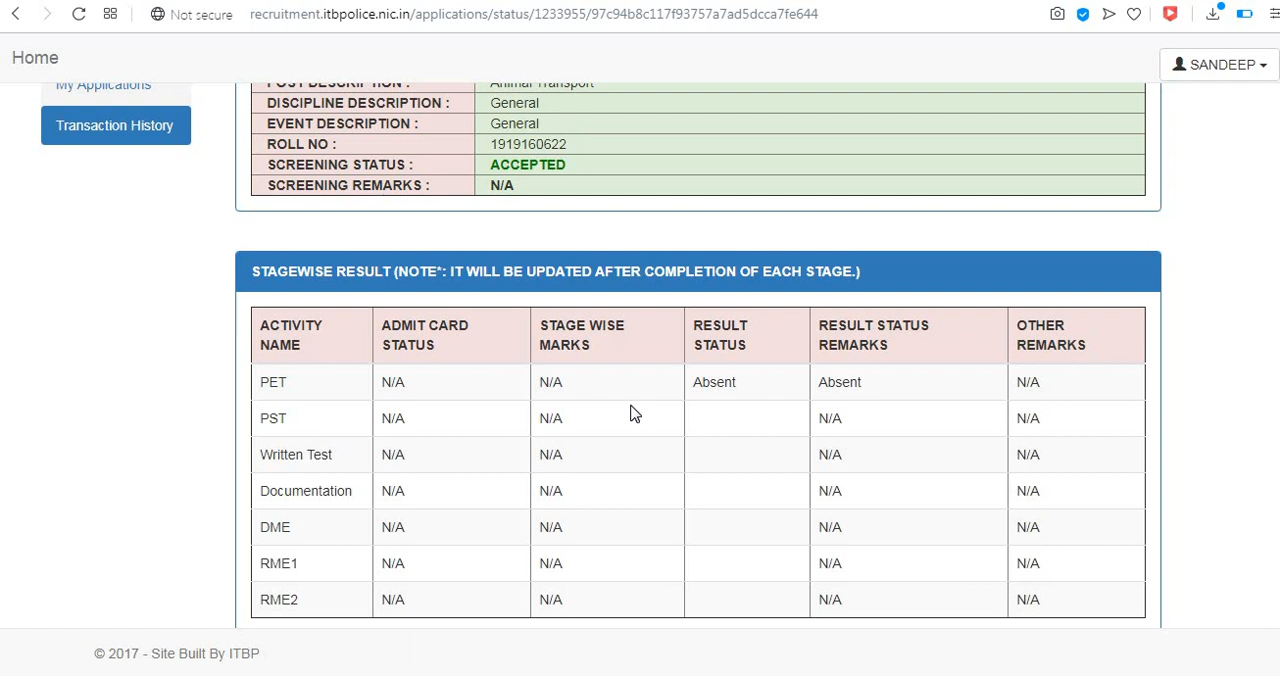 Not secure recruitment.itbpolice.nic.in/applications/status/1233955/97c94b8c117f93757a7ad5dcca7fe644
Home
SANDEEP
My Applications
Transaction History
POST DESCRIPTION : Animal Transport
DISCIPLINE DESCRIPTION : General
EVENT DESCRIPTION : General
ROLL NO : 1919160622
SCREENING STATUS : ACCEPTED
SCREENING REMARKS : N/A
STAGEWISE RESULT (NOTE*: IT WILL BE UPDATED AFTER COMPLETION OF EACH STAGE.)
ACTIVITY NAME ADMIT CARD STATUS STAGE WISE MARKS RESULT STATUS RESULT STATUS REMARKS OTHER REMARKS
PET N/A N/A Absent Absent N/A
PST N/A N/A N/A N/A
Written Test N/A N/A N/A N/A
Documentation N/A N/A N/A N/A
DME N/A N/A N/A N/A
RME1 N/A N/A N/A N/A
RME2 N/A N/A N/A N/A
© 2017 - Site Built By ITBP